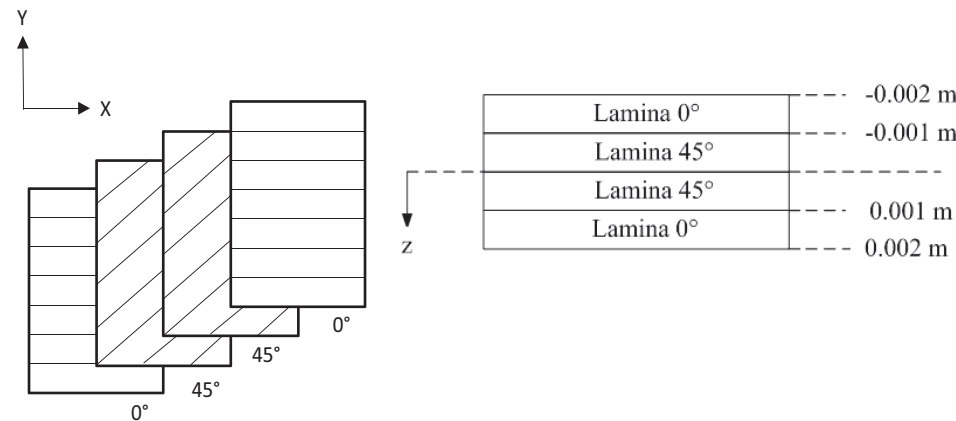 Y
X
0°
45°
45°
0°
Lamina 0°
Lamina 45°
Lamina 45°
Lamina 0°
-0.002 m
-0.001 m
0.001 m
0.002 m
z